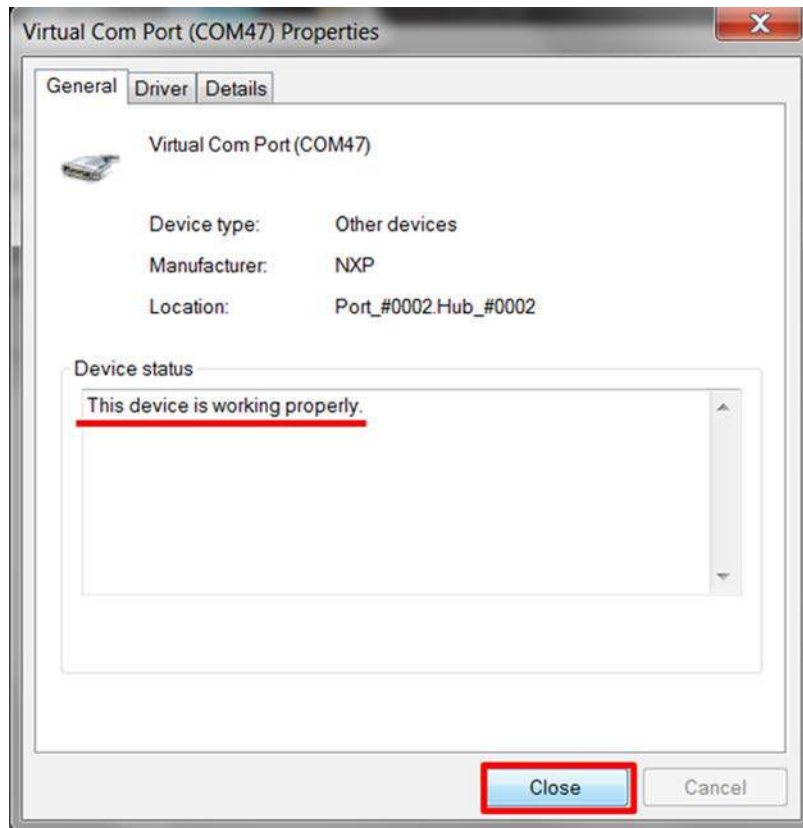 Virtual Com Port (COM47) Properties
General Driver Details
Virtual Com Port (COM47)
Device type: Other devices
Manufacturer: NXP
Location: Port_#0002.Hub_#0002
Device status
This device is working properly.
Close Cancel